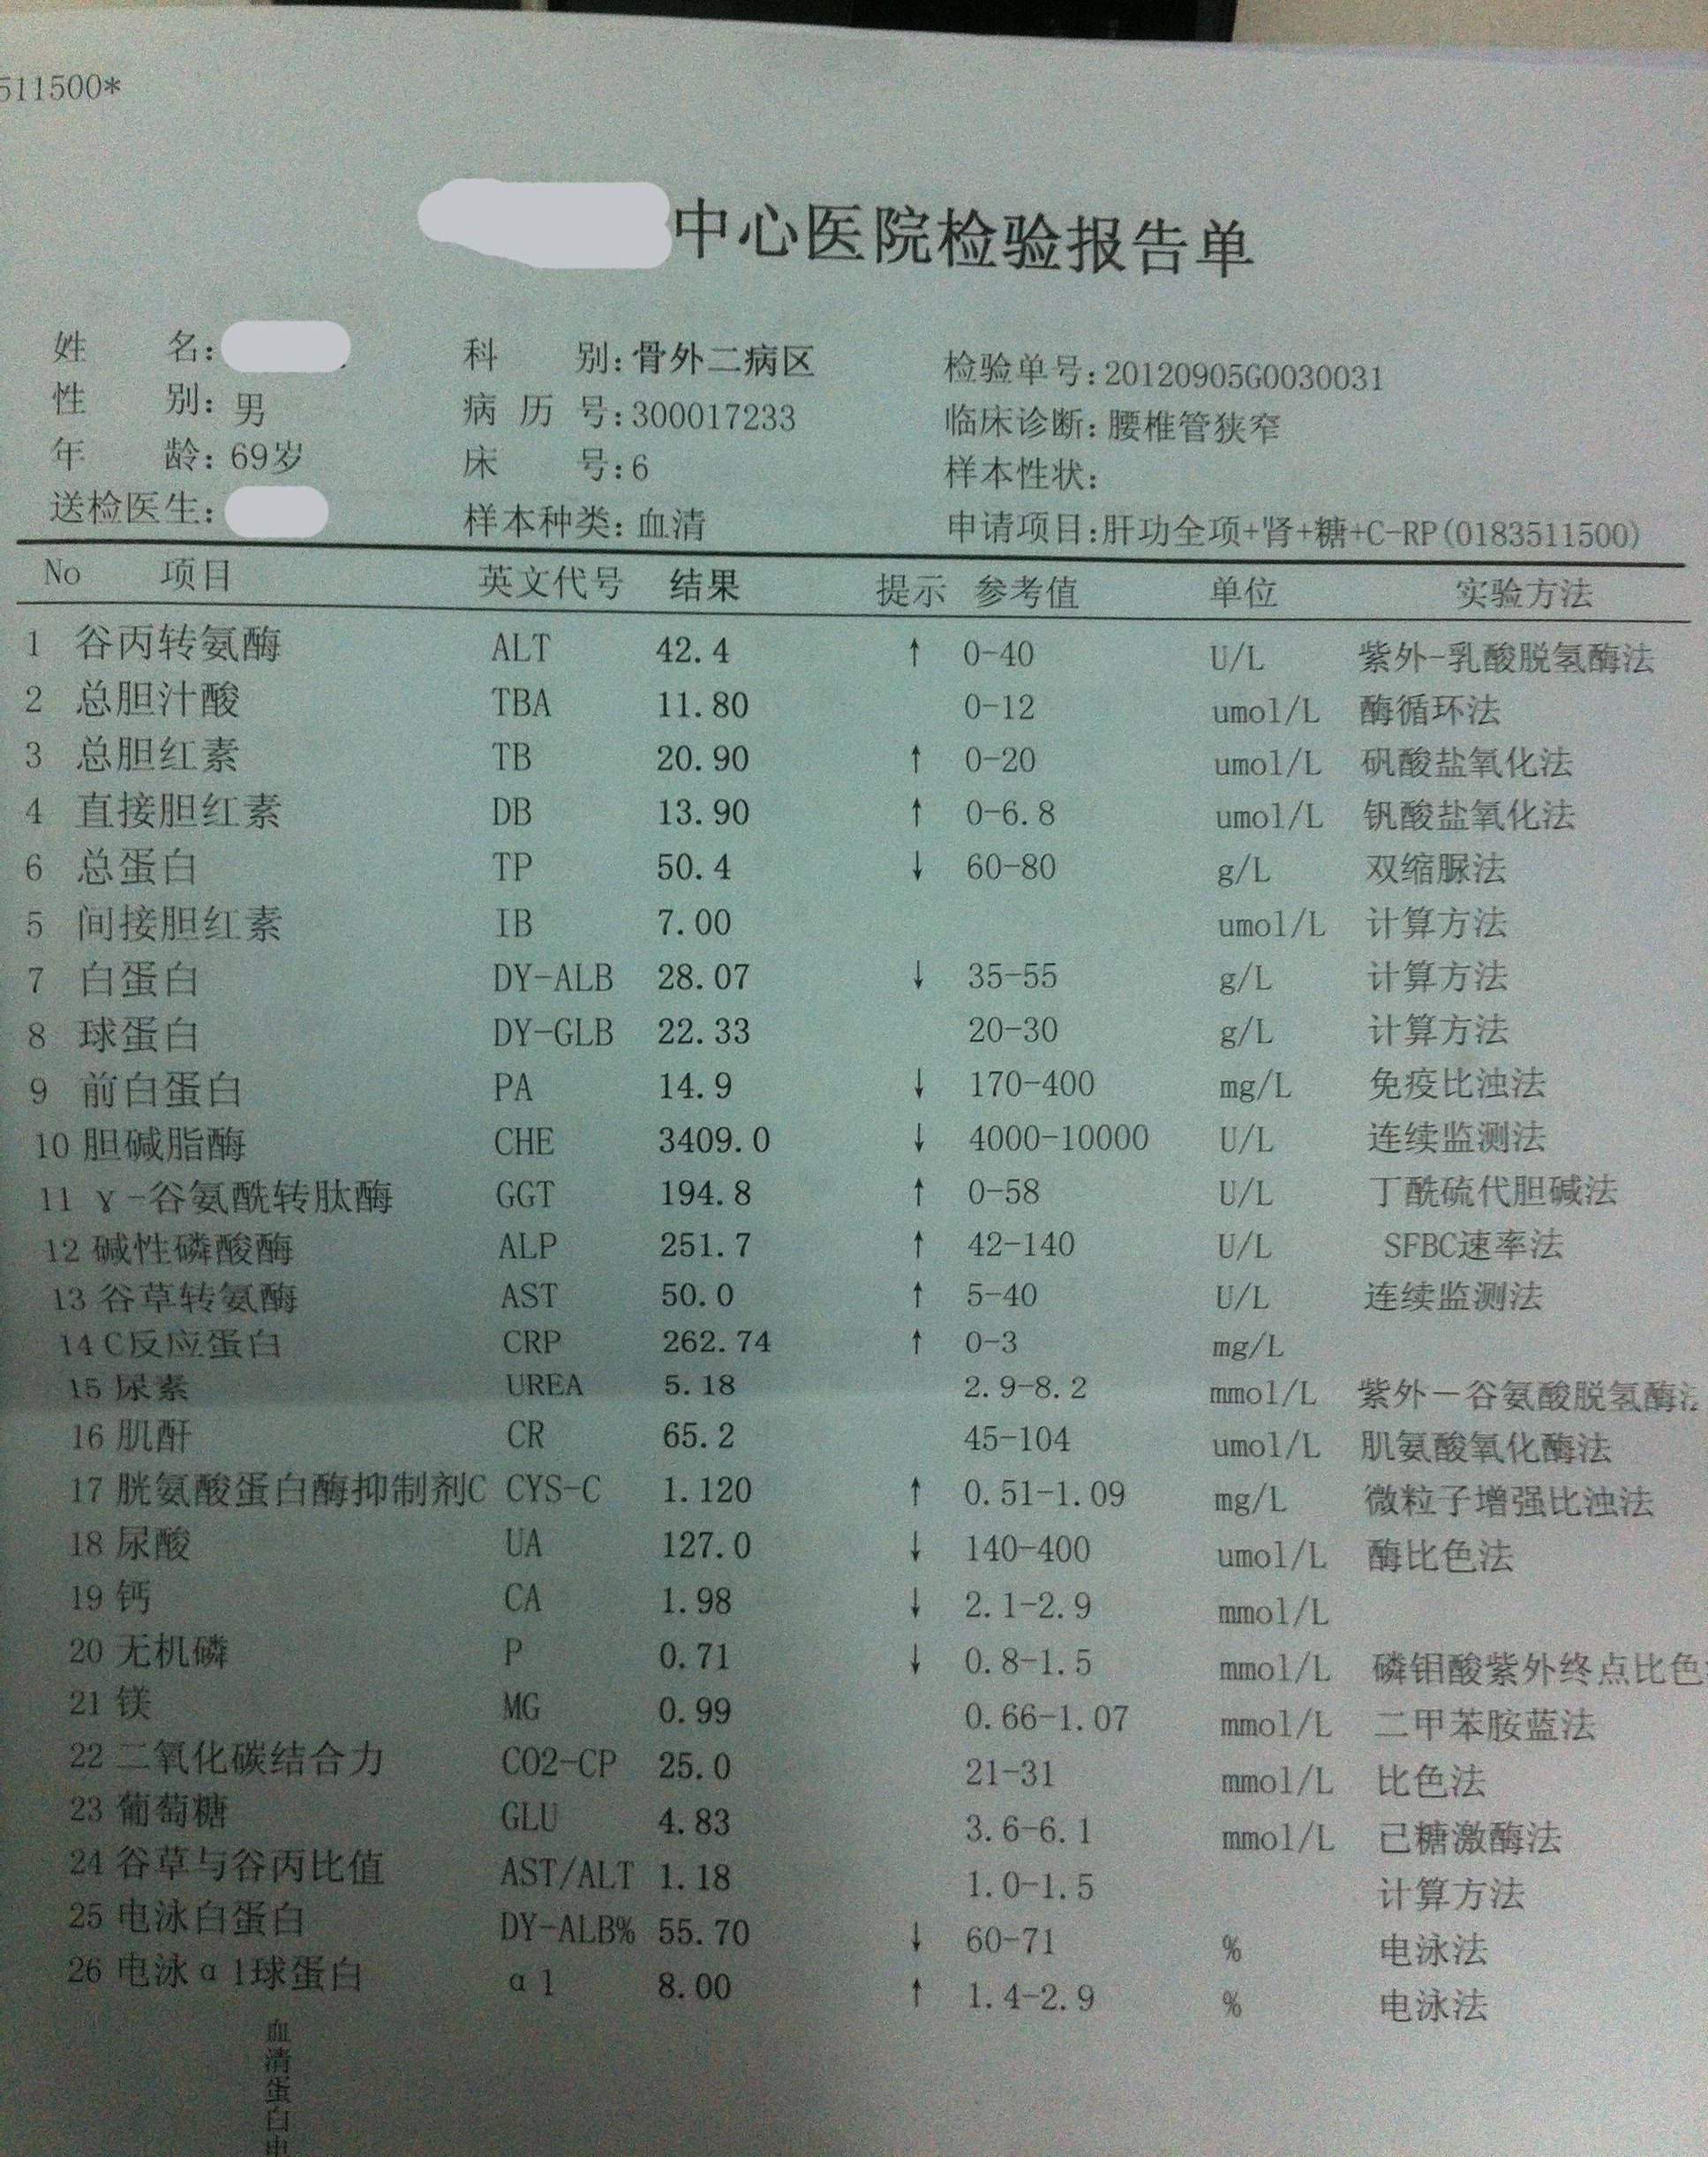 511500*
中心医院检验报告单
姓 名: 科 别:骨外二病区 检验单号:20120905G0030031
性 别: 男 病 历 号:300017233 临床诊断:腰椎管狭窄
年 龄: 69岁 床 号:6 样本性状:
送检医生: 样本种类: 血清 申请项目:肝功全项+肾+糖+C-RP(0183511500)
No 项目 英文代号 结果 提示 参考值 单位 实验方法
1 谷丙转氨酶 ALT 42.4 ↑ 0-40 U/L 紫外-乳酸脱氢酶法
2 总胆汁酸 TBA 11.80 0-12 umol/L 酶循环法
3 总胆红素 TB 20.90 ↑ 0-20 umol/L 矾酸盐氧化法
4 直接胆红素 DB 13.90 ↑ 0-6.8 umol/L 钒酸盐氧化法
6 总蛋白 TP 50.4 ↓ 60-80 g/L 双缩脲法
5 间接胆红素 IB 7.00 umol/L 计算方法
7 白蛋白 DY-ALB 28.07 ↓ 35-55 g/L 计算方法
8 球蛋白 DY-GLB 22.33 20-30 g/L 计算方法
9 前白蛋白 PA 14.9 ↓ 170-400 mg/L 免疫比浊法
10 胆碱脂酶 CHE 3409.0 ↓ 4000-10000 U/L 连续监测法
11 γ-谷氨酰转肽酶 GGT 194.8 ↑ 0-58 U/L 丁酰硫代胆碱法
12 碱性磷酸酶 ALP 251.7 ↑ 42-140 U/L SFBC速率法
13 谷草转氨酶 AST 50.0 ↑ 5-40 U/L 连续监测法
14 C反应蛋白 CRP 262.74 ↑ 0-3 mg/L
15 尿素 UREA 5.18 2.9-8.2 mmol/L 紫外-谷氨酸脱氢酶法
16 肌酐 CR 65.2 45-104 umol/L 肌氨酸氧化酶法
17 胱氨酸蛋白酶抑制剂C CYS-C 1.120 ↑ 0.51-1.09 mg/L 微粒子增强比浊法
18 尿酸 UA 127.0 ↓ 140-400 umol/L 酶比色法
19 钙 CA 1.98 ↓ 2.1-2.9 mmol/L
20 无机磷 P 0.71 ↓ 0.8-1.5 mmol/L 磷钼酸紫外终点比色
21 镁 MG 0.99 0.66-1.07 mmol/L 二甲苯胺蓝法
22 二氧化碳结合力 CO2-CP 25.0 21-31 mmol/L 比色法
23 葡萄糖 GLU 4.83 3.6-6.1 mmol/L 已糖激酶法
24 谷草与谷丙比值 AST/ALT 1.18 1.0-1.5 计算方法
25 电泳白蛋白 DY-ALB% 55.70 ↓ 60-71 % 电泳法
26 电泳α1球蛋白 α1 8.00 ↑ 1.4-2.9 % 电泳法
血清蛋白电